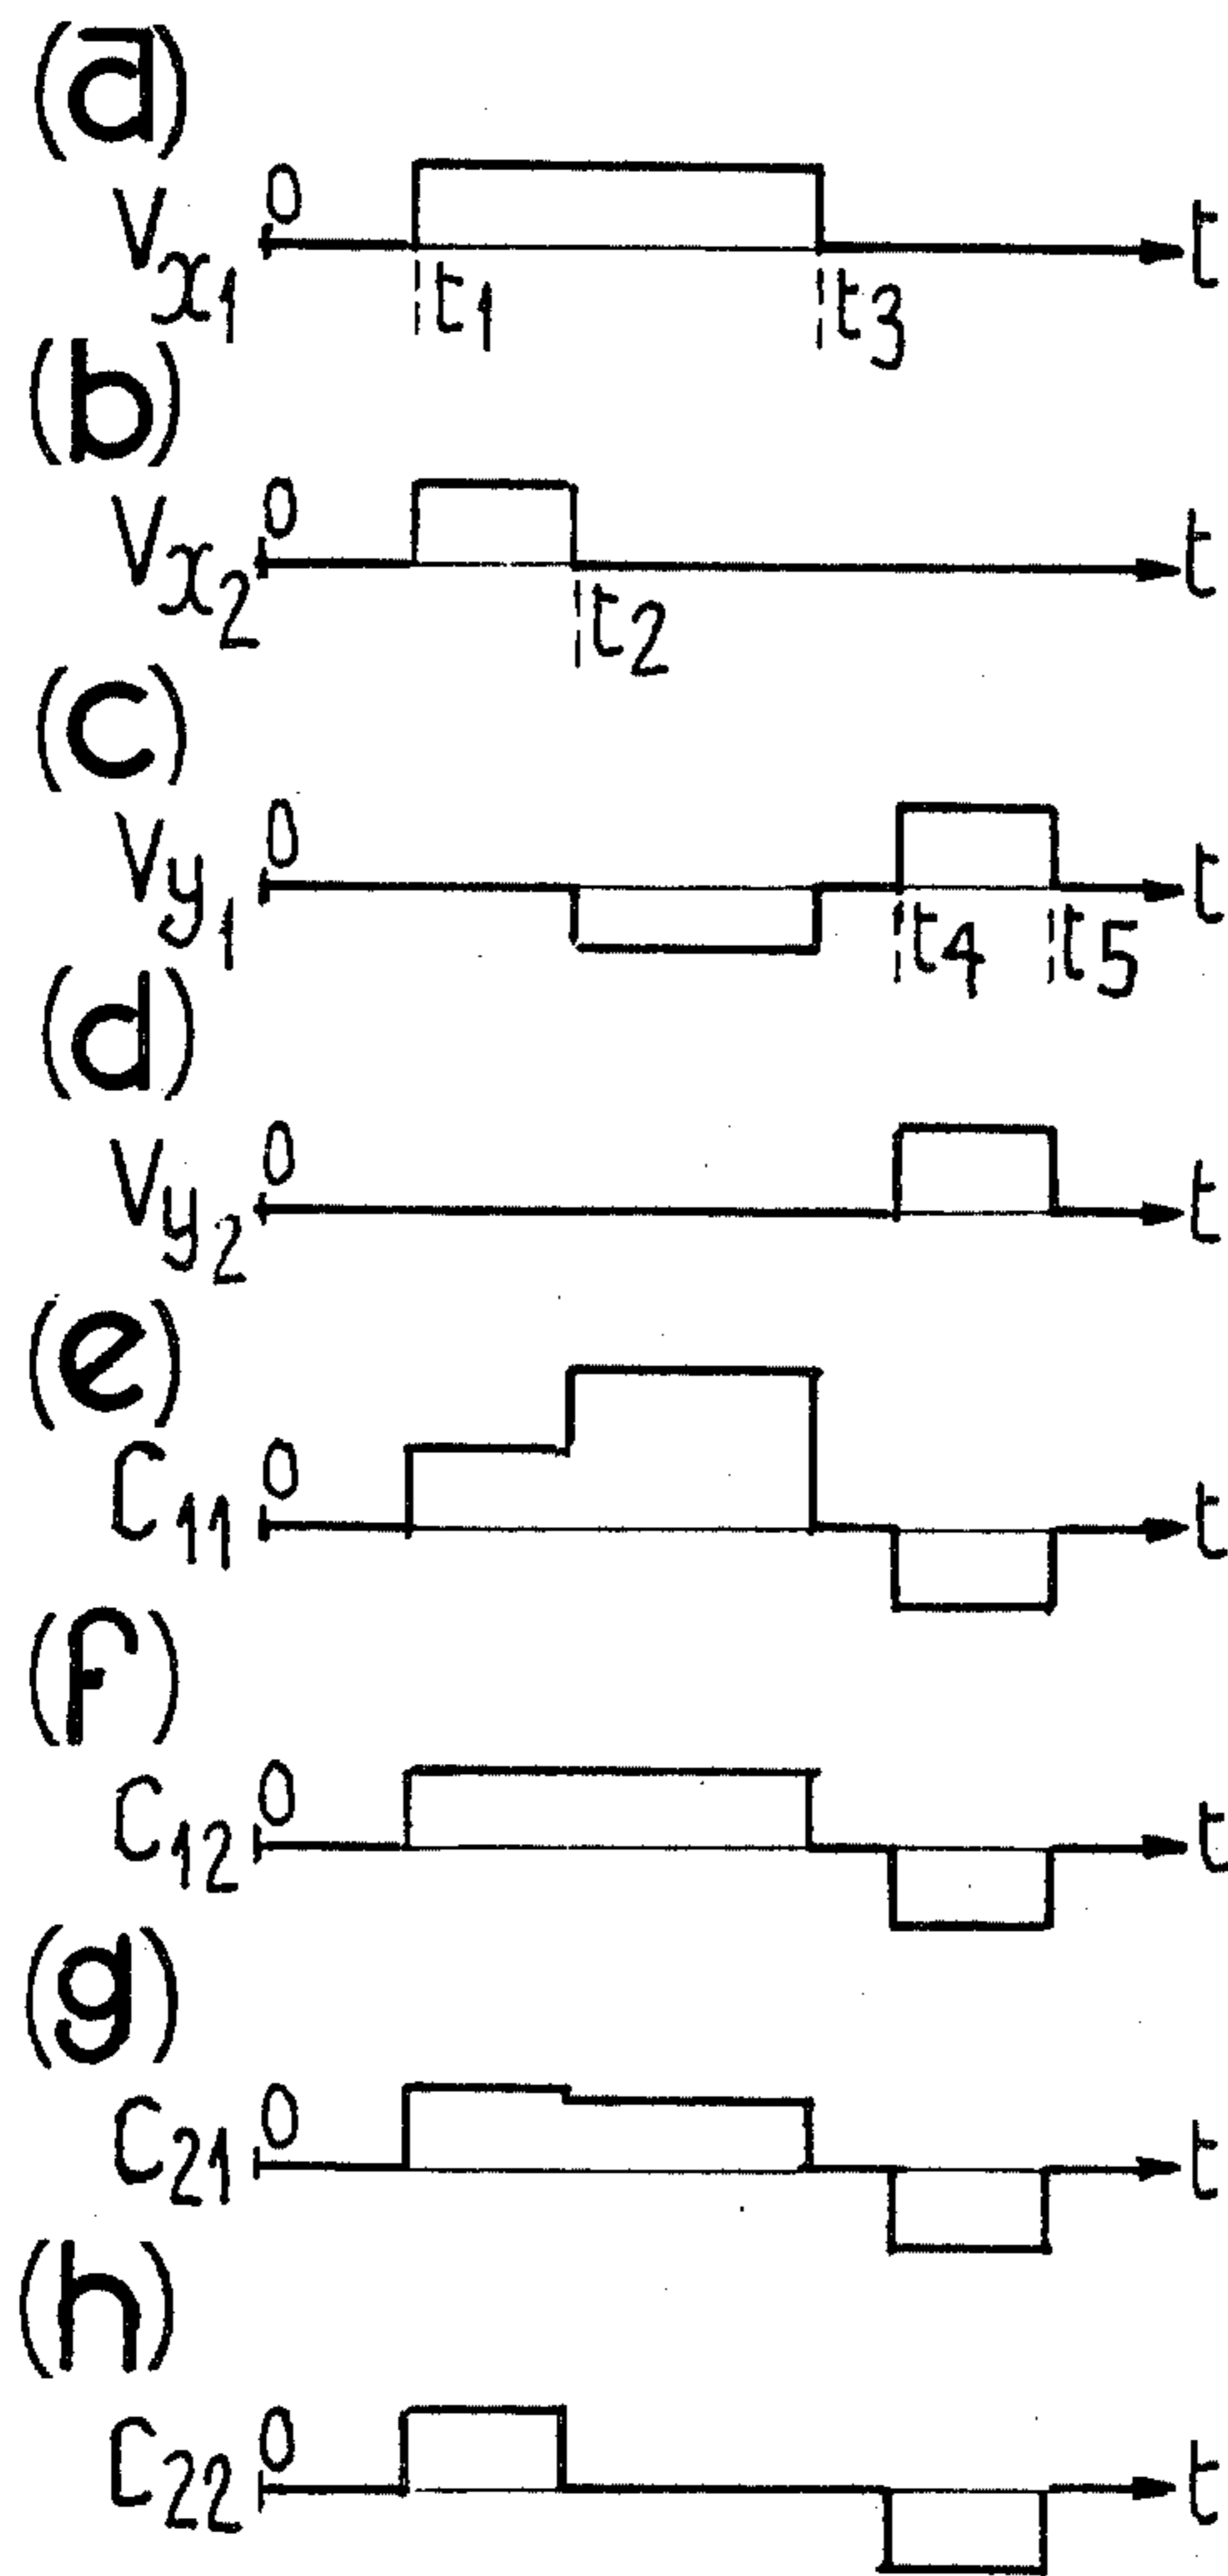 (a)
0
Vx1 t
t1 t3
(b)
0
Vx2 t
t2
(c)
0
Vy1 t
t4 t5
(d)
0
Vy2 t
(e)
0
C11 t
(f)
0
C12 t
(g)
0
C21 t
(h)
0
C22 t